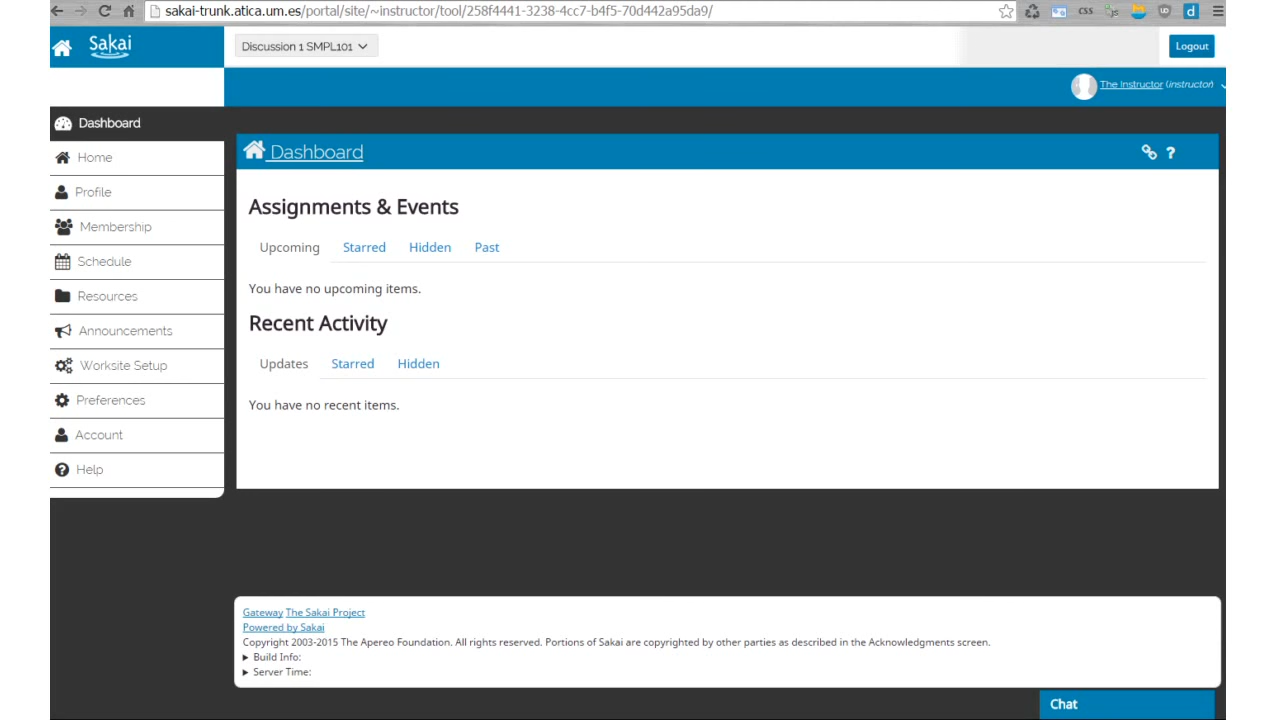 sakai-trunk.atica.um.es/portal/site/~instructor/tool/258f4441-3238-4cc7-b4f5-70d442a95da9/
CSS
JS
d
Sakai
Discussion 1 SMPL101
Logout
The Instructor (instructor)
Dashboard
Home
Profile
Membership
Schedule
Resources
Announcements
Worksite Setup
Preferences
Account
Help
Dashboard
?
Assignments & Events
Upcoming Starred Hidden Past
You have no upcoming items.
Recent Activity
Updates Starred Hidden
You have no recent items.
Gateway The Sakai Project
Powered by Sakai
Copyright 2003-2015 The Apereo Foundation. All rights reserved. Portions of Sakai are copyrighted by other parties as described in the Acknowledgments screen.
Build Info:
Server Time:
Chat